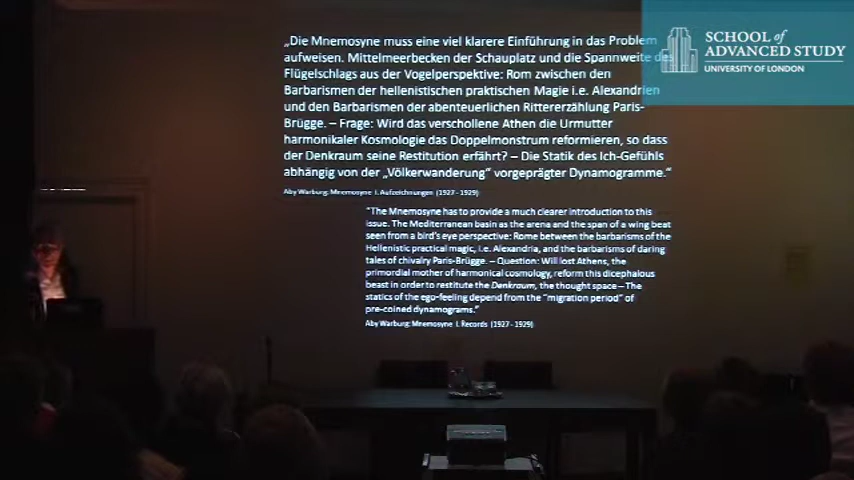 „Die Mnemosyne muss eine viel klarere Einführung in das Problem
aufweisen. Mittelmeerbecken der Schauplatz und die Spannweite des
Flügelschlags aus der Vogelperspektive: Rom zwischen den
Barbarismen der hellenistischen praktischen Magie i.e. Alexandrien
und den Barbarismen der abenteuerlichen Rittererzählung Paris-
Brügge. – Frage: Wird das verschollene Athen die Urmutter
harmonikaler Kosmologie das Doppelmonstrum reformieren, so dass
der Denkraum seine Restitution erfährt? – Die Statik des Ich-Gefühls
abhängig von der „Völkerwanderung" vorgeprägter Dynamogramme."
Aby Warburg: Mnemosyne I. Aufzeichnungen (1927 - 1929)
"The Mnemosyne has to provide a much clearer introduction to this
issue. The Mediterranean basin as the arena and the span of a wing beat
seen from a bird's eye perspective: Rome between the barbarisms of the
Hellenistic practical magic, i.e. Alexandria, and the barbarisms of daring
tales of chivalry Paris-Brügge. – Question: Will lost Athens, the
primordial mother of harmonical cosmology, reform this dicephalous
beast in order to restitute the Denkraum, the thought space – The
statics of the ego-feeling depend from the "migration period" of
pre-coined dynamograms."
Aby Warburg: Mnemosyne I. Records (1927 - 1929)
SCHOOL of
ADVANCED STUDY
UNIVERSITY OF LONDON